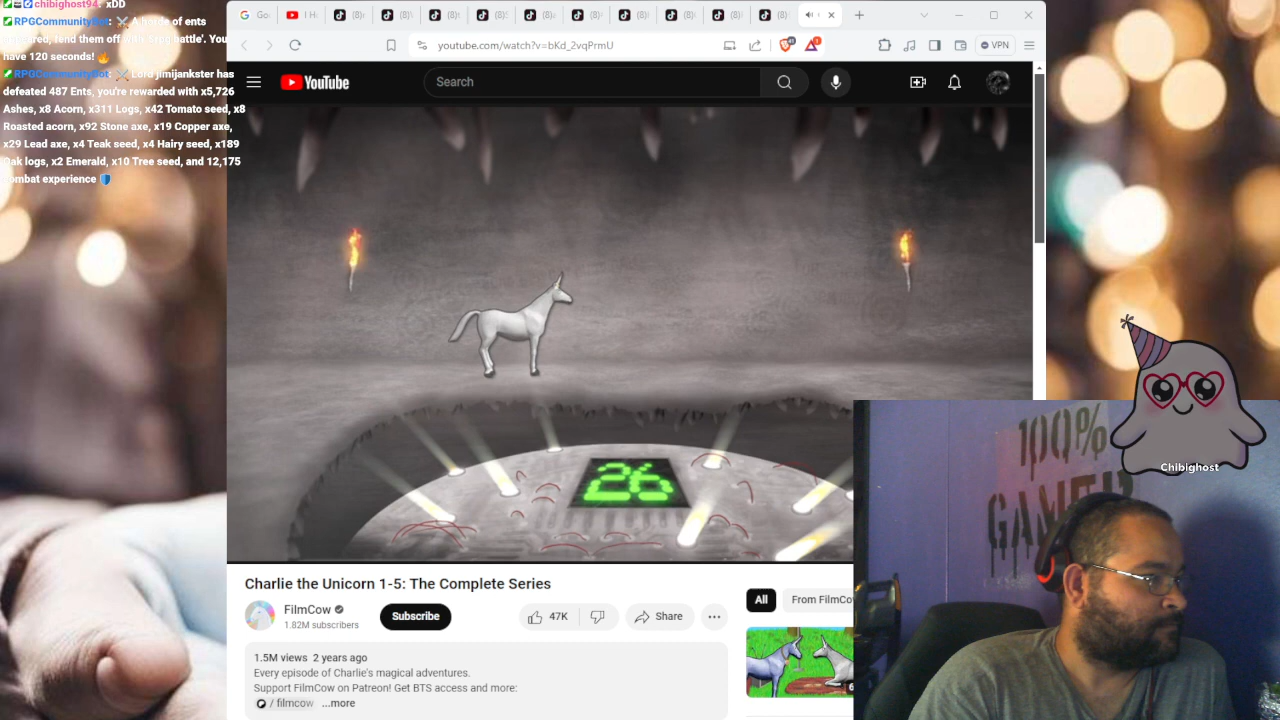 chibighost94: xDD
RPGCommunityBot: ⚔ A horde of ents
have 120 seconds! 🔥
RPGCommunityBot: ⚔ Lord jimijankster has
defeated 487 Ents, you're rewarded with x5,726
Ashes, x8 Acorn, x311 Logs, x42 Tomato seed, x8
Roasted acorn, x92 Stone axe, x19 Copper axe,
x29 Lead axe, x4 Teak seed, x4 Hairy seed, x189
Oak logs, x2 Emerald, x10 Tree seed, and 12,175
combat experience 🛡
youtube.com/watch?v=bKd_2vqPrmU
VPN
YouTube
Search
26
100%
GAMER
Chibighost
Charlie the Unicorn 1-5: The Complete Series
FilmCow
1.82M subscribers
Subscribe
47K
Share
All
From FilmCo
1.5M views 2 years ago
Every episode of Charlie's magical adventures.
Support FilmCow on Patreon! Get BTS access and more:
/ filmcow ...more